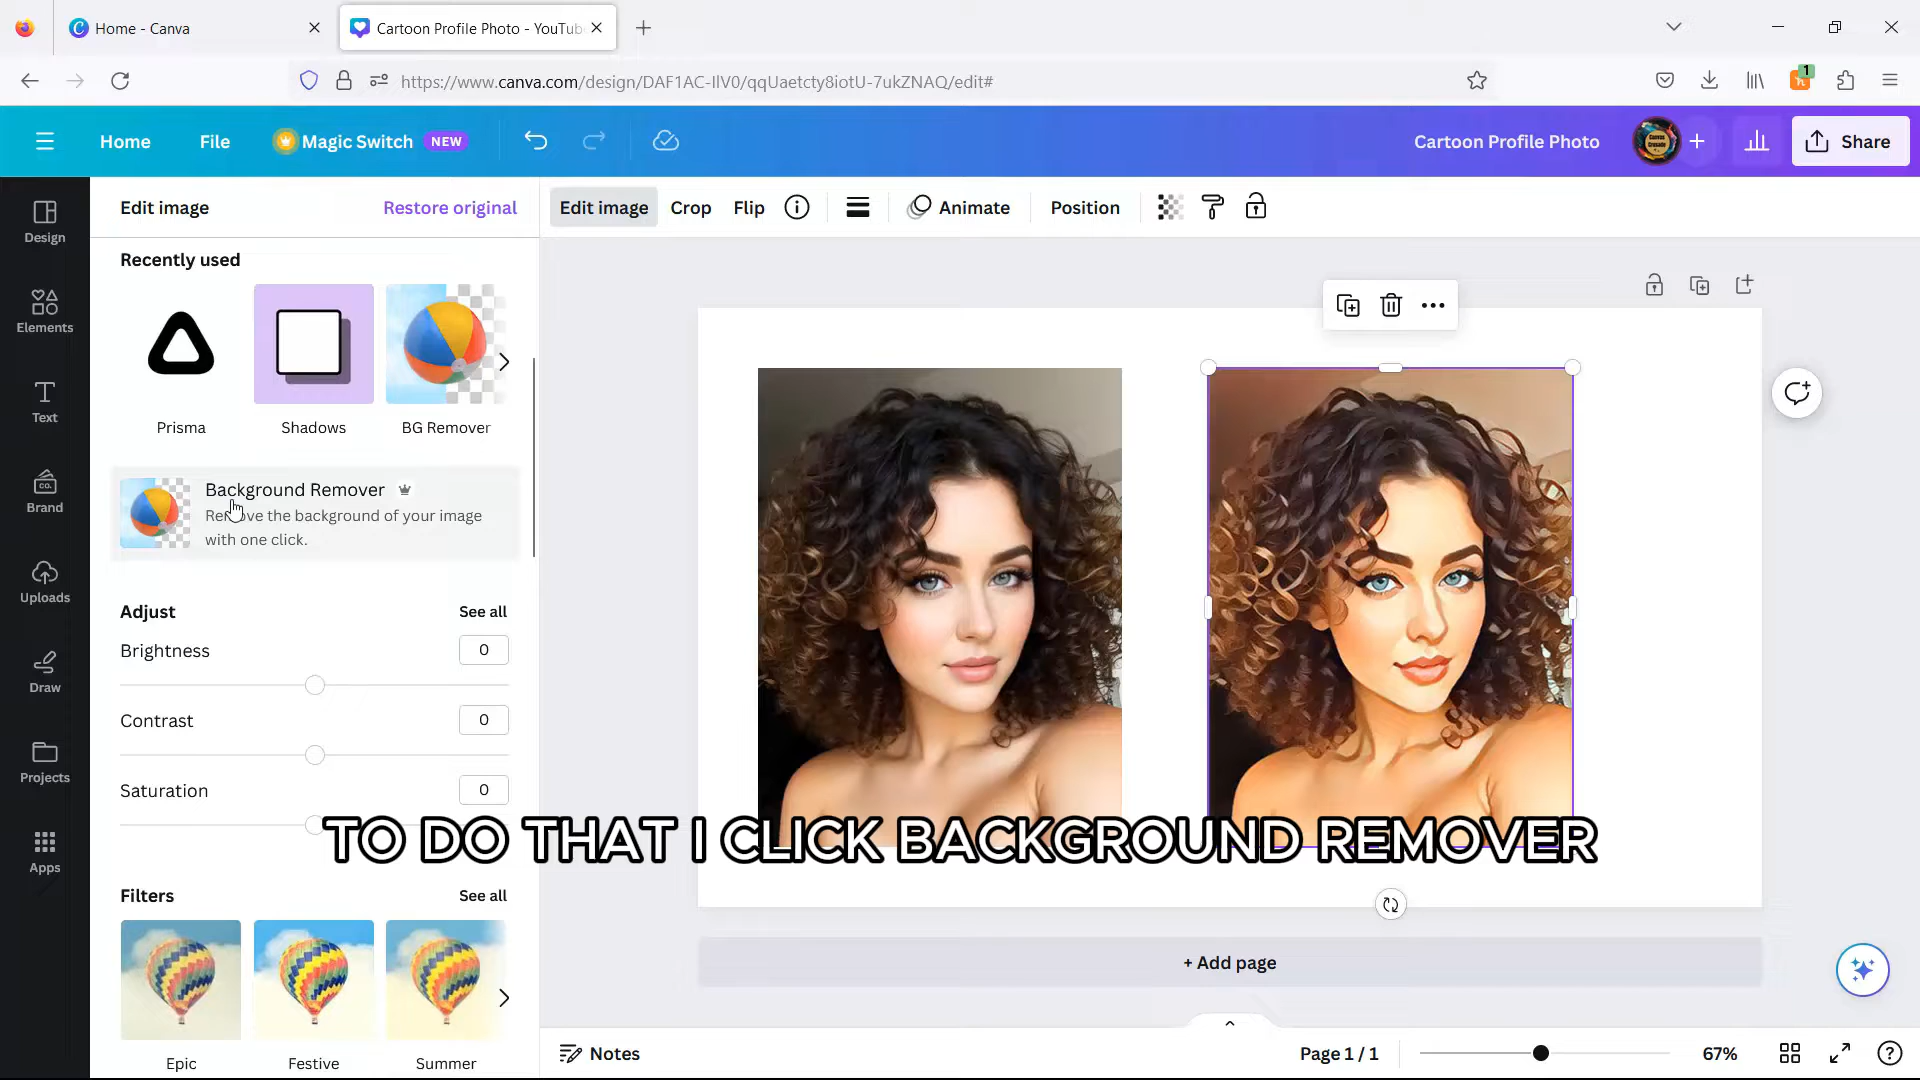 Home - Canva
Cartoon Profile Photo - YouTub
https://www.canva.com/design/DAF1AC-IlV0/qqUaetcty8iotU-7ukZNAQ/edit#
1
Home
File
Magic Switch
NEW
Cartoon Profile Photo
Share
Design
Elements
Text
Brand
Uploads
Draw
Projects
Apps
Edit image
Restore original
Edit image
Crop
Flip
Animate
Position
Recently used
Prisma
Shadows
BG Remover
Background Remover
Remove the background of your image
with one click.
Adjust
See all
Brightness
0
Contrast
0
Saturation
0
TO DO THAT I CLICK BACKGROUND REMOVER
Filters
See all
Epic
Festive
Summer
+ Add page
Notes
Page 1 / 1
67%